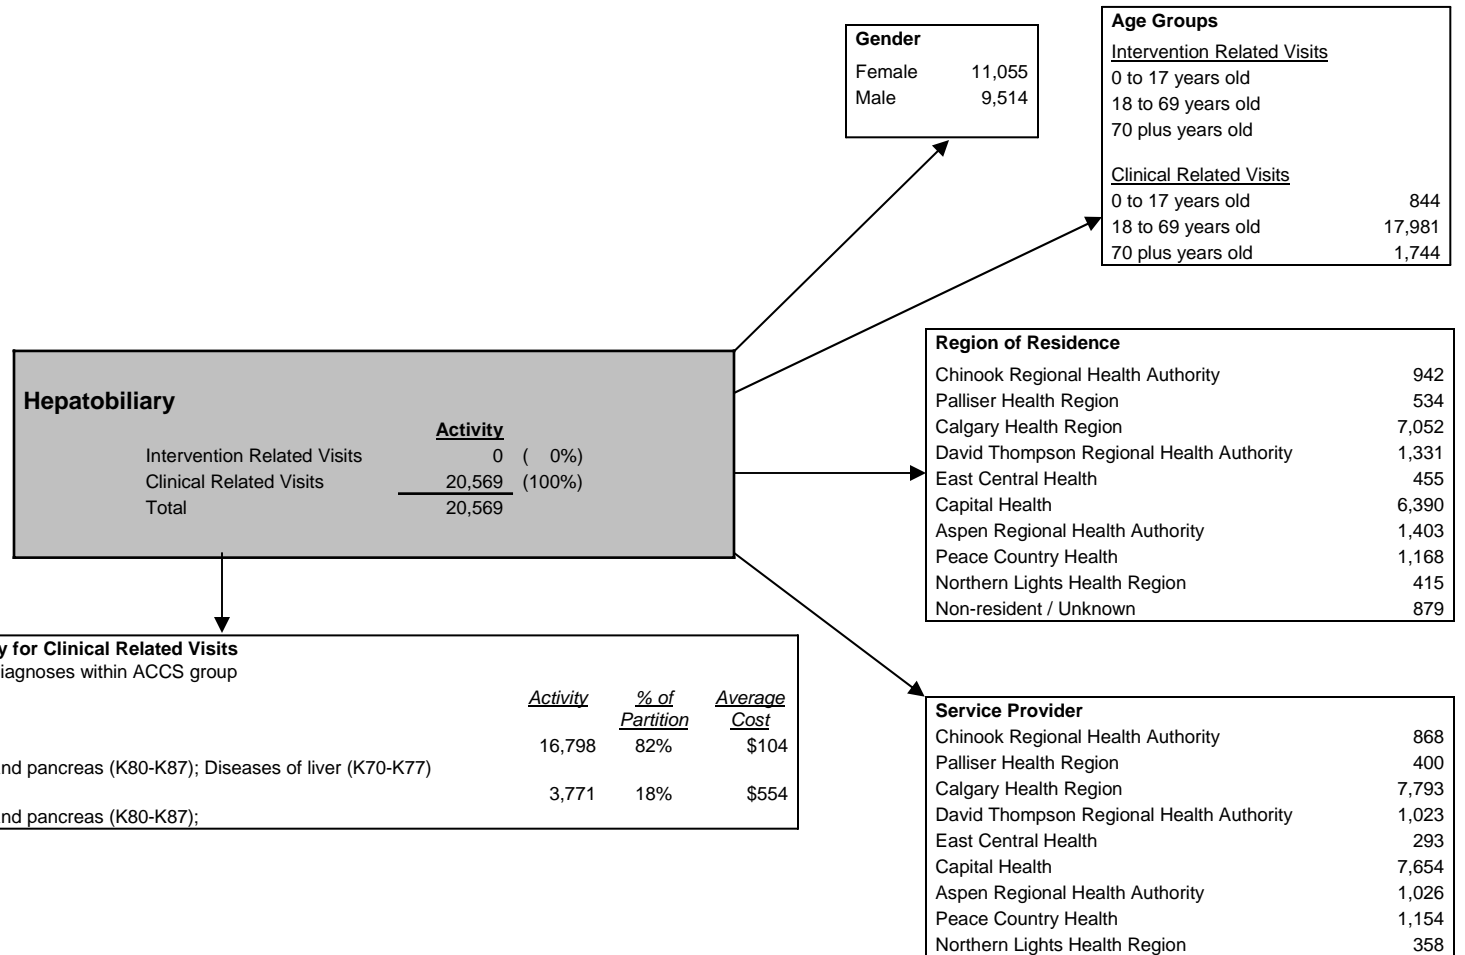 Gender
Female 11,055
Male 9,514
Age Groups
Intervention Related Visits
0 to 17 years old
18 to 69 years old
70 plus years old
Clinical Related Visits
0 to 17 years old 844
18 to 69 years old 17,981
70 plus years old 1,744
Hepatobiliary
Activity
Intervention Related Visits 0 ( 0%)
Clinical Related Visits 20,569 (100%)
Total 20,569
Region of Residence
Chinook Regional Health Authority 942
Palliser Health Region 534
Calgary Health Region 7,052
David Thompson Regional Health Authority 1,331
East Central Health 455
Capital Health 6,390
Aspen Regional Health Authority 1,403
Peace Country Health 1,168
Northern Lights Health Region 415
Non-resident / Unknown 879
y for Clinical Related Visits
iagnoses within ACCS group
Activity % of Average
Partition Cost
16,798 82% $104
nd pancreas (K80-K87); Diseases of liver (K70-K77)
3,771 18% $554
nd pancreas (K80-K87);
Service Provider
Chinook Regional Health Authority 868
Palliser Health Region 400
Calgary Health Region 7,793
David Thompson Regional Health Authority 1,023
East Central Health 293
Capital Health 7,654
Aspen Regional Health Authority 1,026
Peace Country Health 1,154
Northern Lights Health Region 358